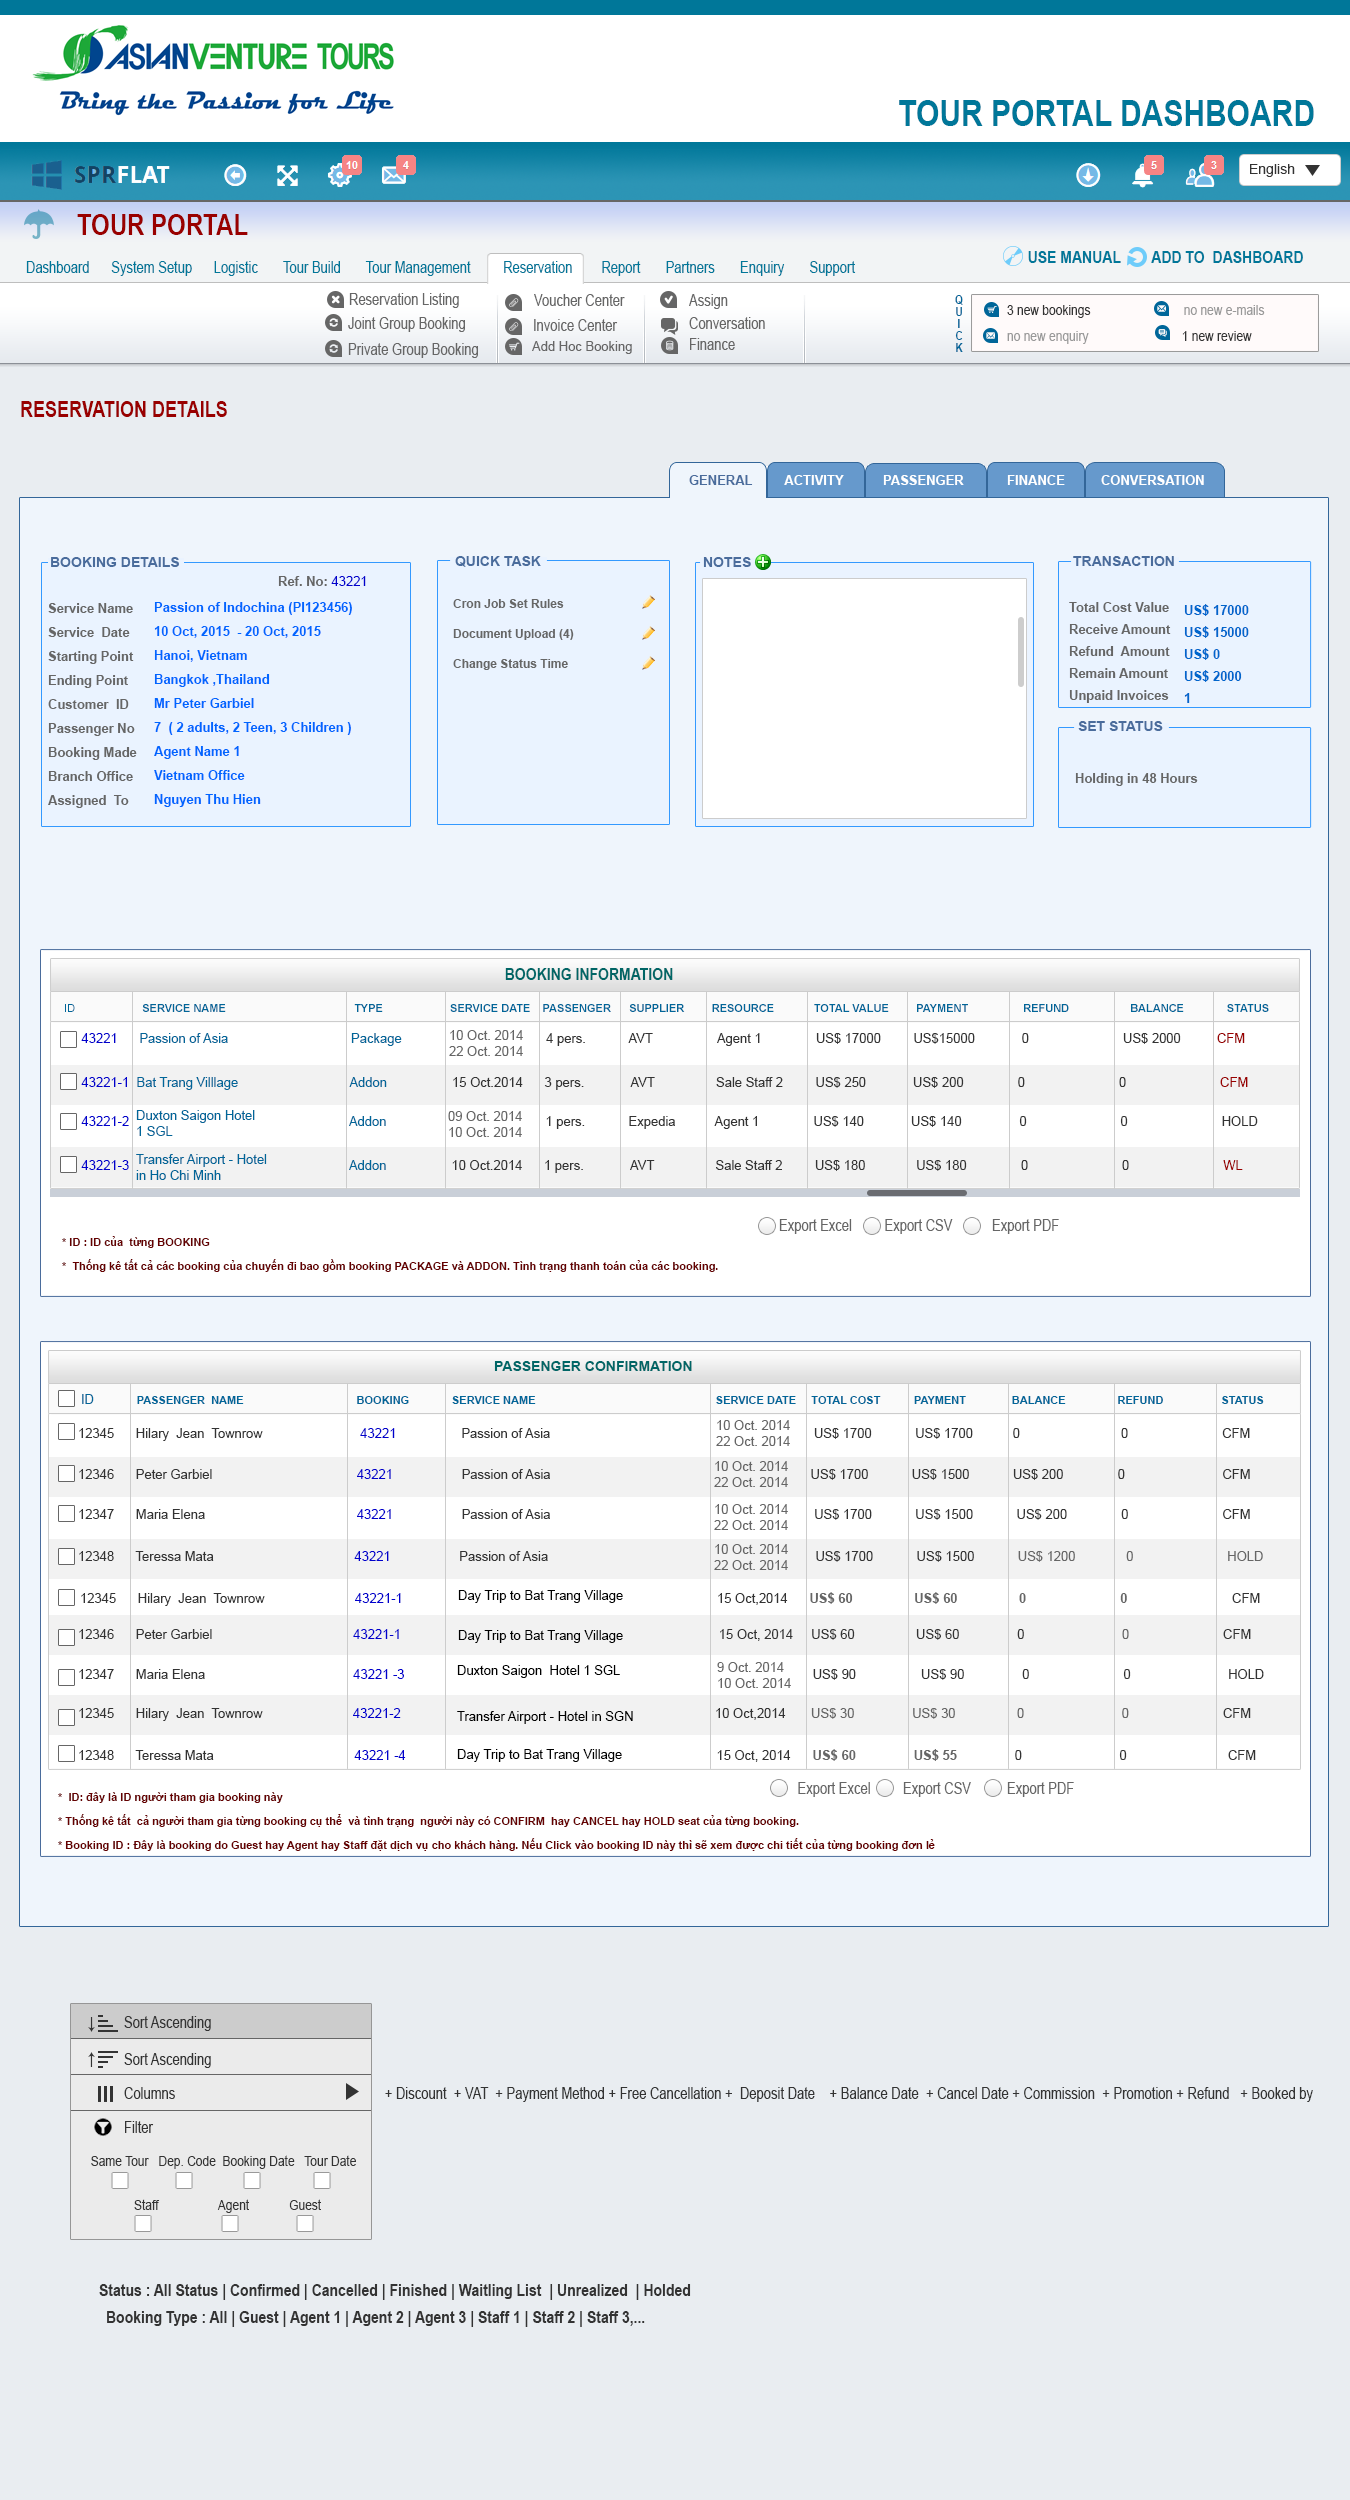 ASIANVENTURE TOURS
Bring the Passion for Life
TOUR PORTAL DASHBOARD
SPRFLAT 10 4 5 3 English
TOUR PORTAL
USE MANUAL ADD TO DASHBOARD
Dashboard System Setup Logistic Tour Build Tour Management Reservation Report Partners Enquiry Support
Reservation Listing Voucher Center Assign
Joint Group Booking Invoice Center Conversation
Private Group Booking Add Hoc Booking Finance
QUICK
3 new bookings no new e-mails
no new enquiry 1 new review
RESERVATION DETAILS
GENERAL ACTIVITY PASSENGER FINANCE CONVERSATION
BOOKING DETAILS
Ref. No: 43221
Service Name Passion of Indochina (PI123456)
Service Date 10 Oct, 2015 - 20 Oct, 2015
Starting Point Hanoi, Vietnam
Ending Point Bangkok ,Thailand
Customer ID Mr Peter Garbiel
Passenger No 7 ( 2 adults, 2 Teen, 3 Children )
Booking Made Agent Name 1
Branch Office Vietnam Office
Assigned To Nguyen Thu Hien
QUICK TASK
Cron Job Set Rules
Document Upload (4)
Change Status Time
NOTES
TRANSACTION
Total Cost Value US$ 17000
Receive Amount US$ 15000
Refund Amount US$ 0
Remain Amount US$ 2000
Unpaid Invoices 1
SET STATUS
Holding in 48 Hours
BOOKING INFORMATION
ID SERVICE NAME TYPE SERVICE DATE PASSENGER SUPPLIER RESOURCE TOTAL VALUE PAYMENT REFUND BALANCE STATUS
43221 Passion of Asia Package 10 Oct. 2014 22 Oct. 2014 4 pers. AVT Agent 1 US$ 17000 US$15000 0 US$ 2000 CFM
43221-1 Bat Trang Villlage Addon 15 Oct.2014 3 pers. AVT Sale Staff 2 US$ 250 US$ 200 0 0 CFM
43221-2 Duxton Saigon Hotel 1 SGL Addon 09 Oct. 2014 10 Oct. 2014 1 pers. Expedia Agent 1 US$ 140 US$ 140 0 0 HOLD
43221-3 Transfer Airport - Hotel in Ho Chi Minh Addon 10 Oct.2014 1 pers. AVT Sale Staff 2 US$ 180 US$ 180 0 0 WL
Export Excel Export CSV Export PDF
* ID : ID của từng BOOKING
* Thống kê tất cả các booking của chuyến đi bao gồm booking PACKAGE và ADDON. Tình trạng thanh toán của các booking.
PASSENGER CONFIRMATION
ID PASSENGER NAME BOOKING SERVICE NAME SERVICE DATE TOTAL COST PAYMENT BALANCE REFUND STATUS
12345 Hilary Jean Townrow 43221 Passion of Asia 10 Oct. 2014 22 Oct. 2014 US$ 1700 US$ 1700 0 0 CFM
12346 Peter Garbiel 43221 Passion of Asia 10 Oct. 2014 22 Oct. 2014 US$ 1700 US$ 1500 US$ 200 0 CFM
12347 Maria Elena 43221 Passion of Asia 10 Oct. 2014 22 Oct. 2014 US$ 1700 US$ 1500 US$ 200 0 CFM
12348 Teressa Mata 43221 Passion of Asia 10 Oct. 2014 22 Oct. 2014 US$ 1700 US$ 1500 US$ 1200 0 HOLD
12345 Hilary Jean Townrow 43221-1 Day Trip to Bat Trang Village 15 Oct,2014 US$ 60 US$ 60 0 0 CFM
12346 Peter Garbiel 43221-1 Day Trip to Bat Trang Village 15 Oct, 2014 US$ 60 US$ 60 0 0 CFM
12347 Maria Elena 43221 -3 Duxton Saigon Hotel 1 SGL 9 Oct. 2014 10 Oct. 2014 US$ 90 US$ 90 0 0 HOLD
12345 Hilary Jean Townrow 43221-2 Transfer Airport - Hotel in SGN 10 Oct,2014 US$ 30 US$ 30 0 0 CFM
12348 Teressa Mata 43221 -4 Day Trip to Bat Trang Village 15 Oct, 2014 US$ 60 US$ 55 0 0 CFM
Export Excel Export CSV Export PDF
* ID: đây là ID người tham gia booking này
* Thống kê tất cả người tham gia từng booking cụ thể và tình trạng người này có CONFIRM hay CANCEL hay HOLD seat của từng booking.
* Booking ID : Đây là booking do Guest hay Agent hay Staff đặt dịch vụ cho khách hàng. Nếu Click vào booking ID này thì sẽ xem được chi tiết của từng booking đơn lẻ
Sort Ascending
Sort Ascending
Columns + Discount + VAT + Payment Method + Free Cancellation + Deposit Date + Balance Date + Cancel Date + Commission + Promotion + Refund + Booked by
Filter
Same Tour Dep. Code Booking Date Tour Date
Staff Agent Guest
Status : All Status | Confirmed | Cancelled | Finished | Waitling List | Unrealized | Holded
Booking Type : All | Guest | Agent 1 | Agent 2 | Agent 3 | Staff 1 | Staff 2 | Staff 3,...